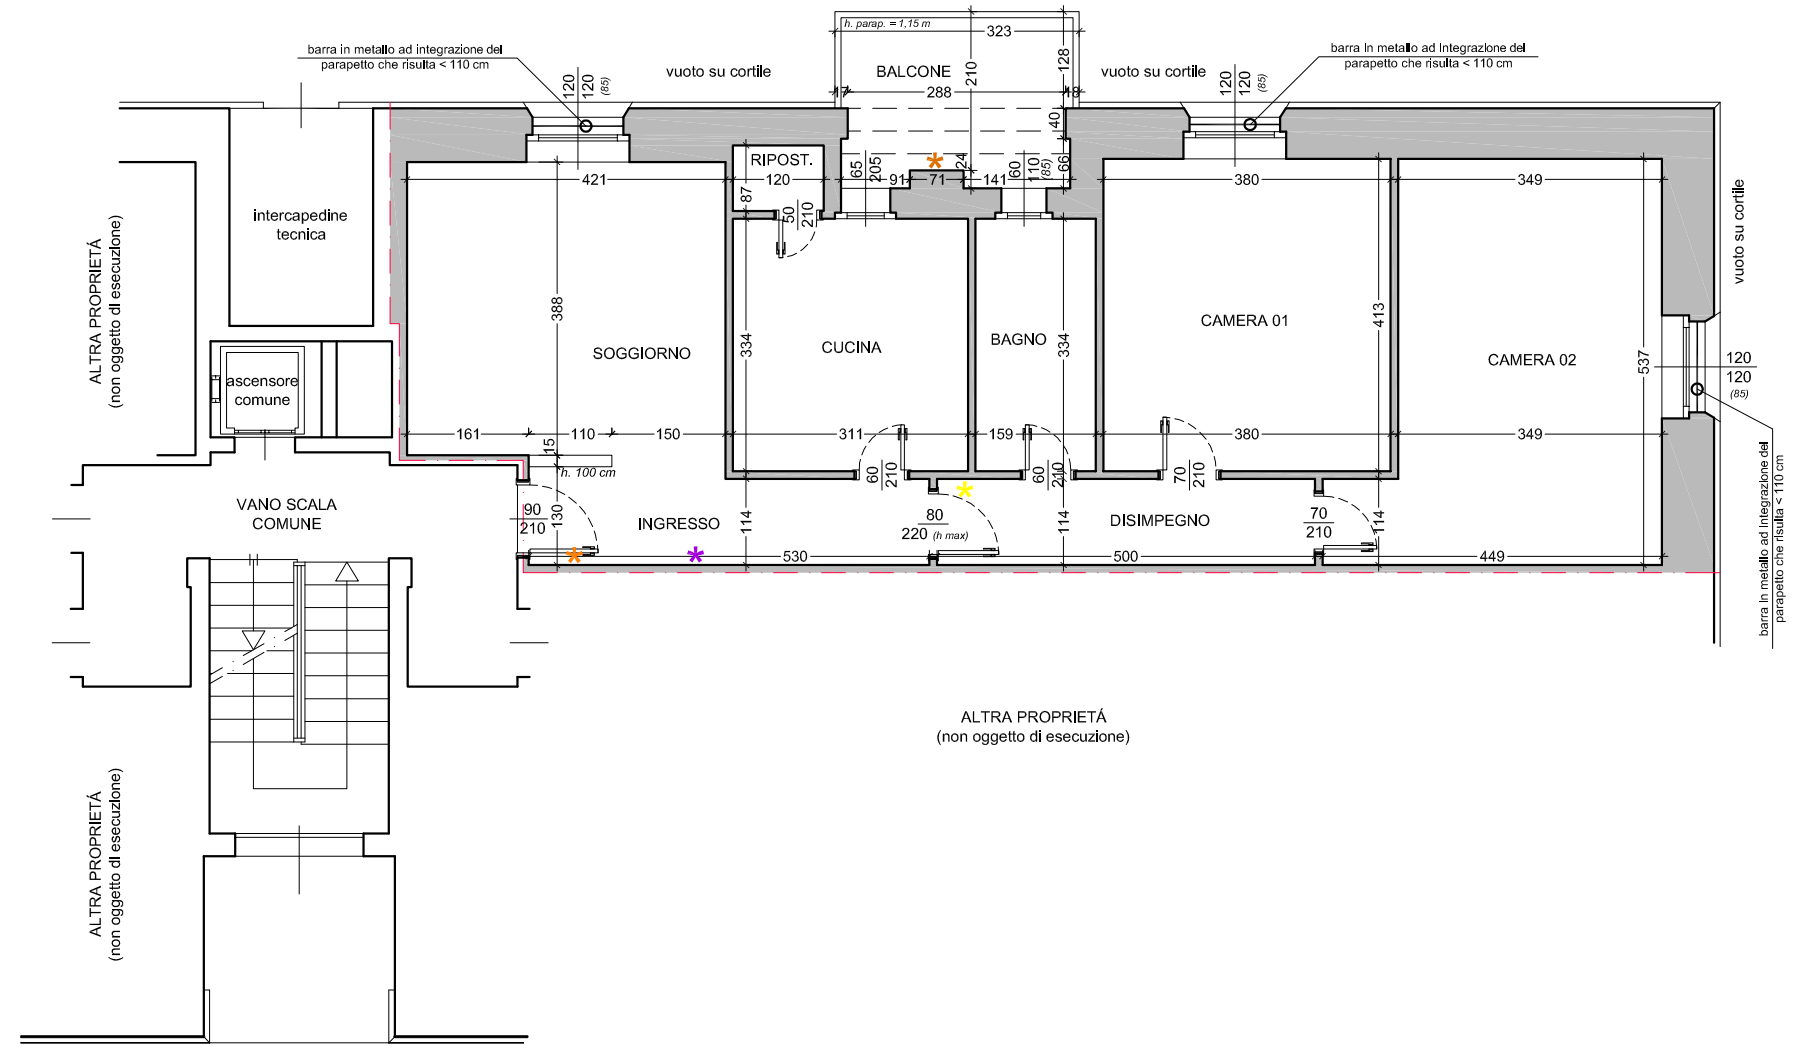 h. parap. = 1,15 m
323
barra in metallo ad integrazione del
parapetto che risulta < 110 cm
120
120
(85)
vuoto su cortile
BALCONE
210
128
vuoto su cortile
120
120
(85)
barra in metallo ad integrazione del
parapetto che risulta < 110 cm
17
288
18
40
RIPOST.
65
205
24
60
110
(85)
66
421
120
87
91
71
141
380
349
50
210
intercapedine
tecnica
ALTRA PROPRIETÁ
(non oggetto di esecuzione)
vuoto su cortile
388
SOGGIORNO
334
CUCINA
BAGNO
334
CAMERA 01
413
CAMERA 02
537
120
120
(85)
ascensore
comune
161
110
150
311
159
380
349
15
h. 100 cm
60
210
60
210
70
210
VANO SCALA
COMUNE
90
210
130
INGRESSO
114
80
220 (h max)
114
DISIMPEGNO
70
210
114
530
500
449
barra in metallo ad integrazione del
parapetto che risulta < 110 cm
ALTRA PROPRIETÁ
(non oggetto di esecuzione)
ALTRA PROPRIETÁ
(non oggetto di esecuzione)